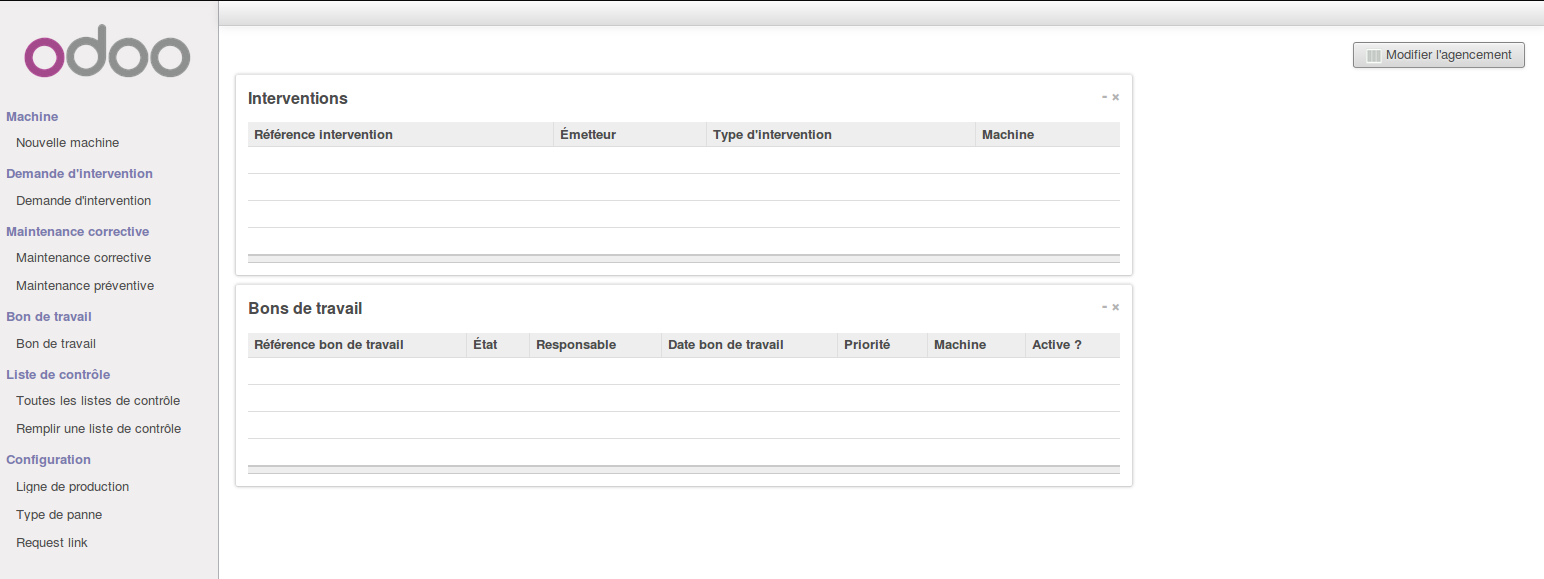 odoo
Machine
Nouvelle machine
Demande d'intervention
Demande d'intervention
Maintenance corrective
Maintenance corrective
Maintenance préventive
Bon de travail
Bon de travail
Liste de contrôle
Toutes les listes de contrôle
Remplir une liste de contrôle
Configuration
Ligne de production
Type de panne
Request link
Modifier l'agencement
Interventions
Référence intervention Émetteur Type d'intervention Machine
Bons de travail
Référence bon de travail État Responsable Date bon de travail Priorité Machine Active ?